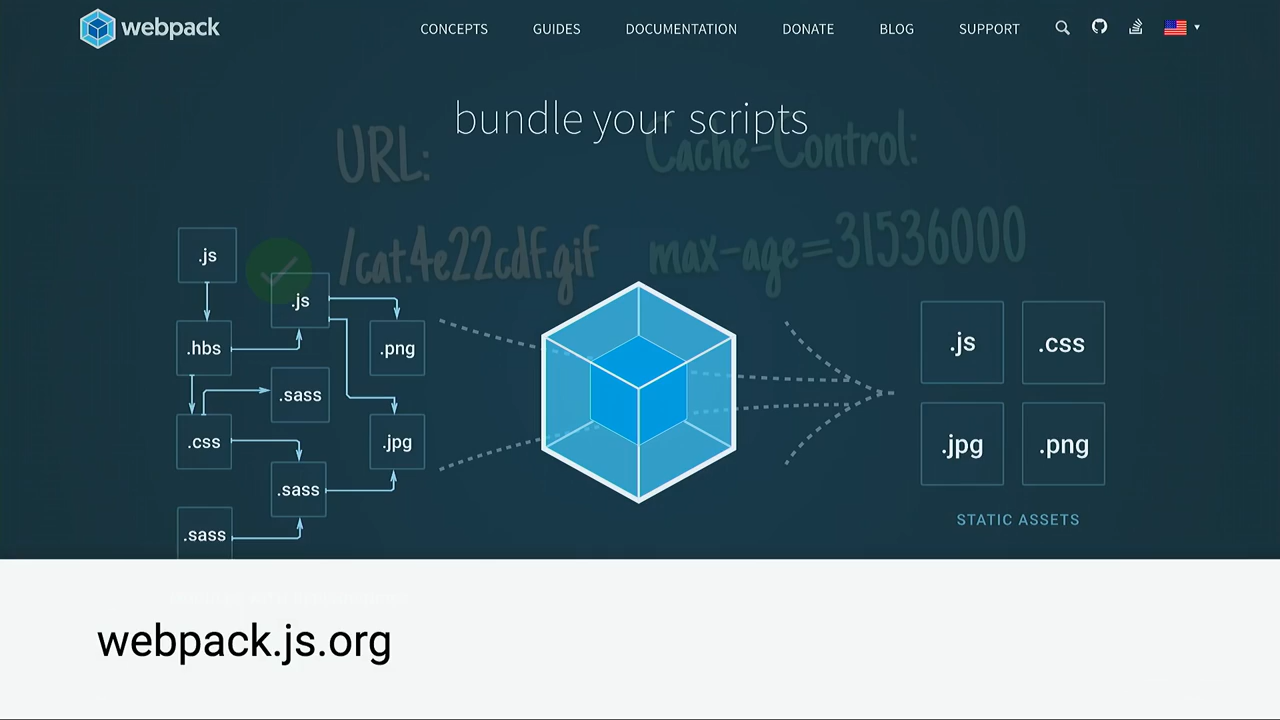 webpack
CONCEPTS GUIDES DOCUMENTATION DONATE BLOG SUPPORT
bundle your scripts
URL: Cache-Control:
/cat.4e22cdf.gif max-age=31536000
.js
.js
.hbs
.png
.sass
.css
.jpg
.sass
.sass
.js .css
.jpg .png
STATIC ASSETS
webpack.js.org